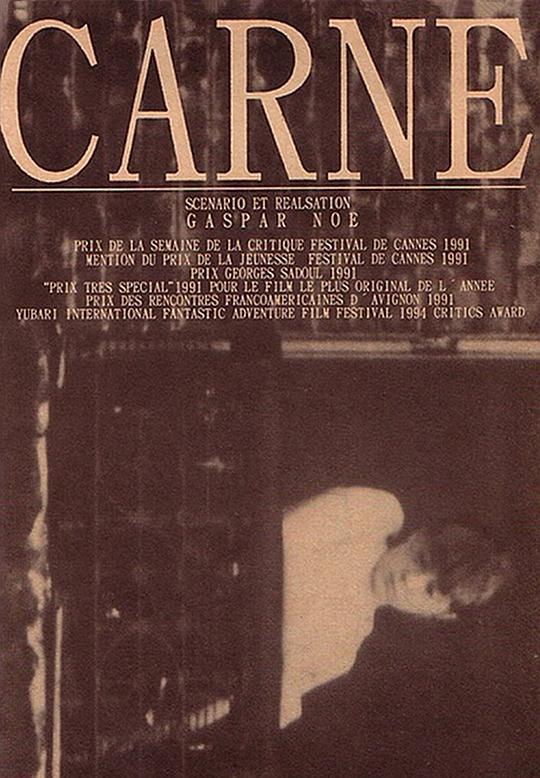 CARNE
SCENARIO ET REALSATION
GASPAR NOE
PRIX DE LA SEMAINE DE LA CRITIQUE FESTIVAL DE CANNES 1991
MENTION DU PRIX DE LA JEUNESSE FESTIVAL DE CANNES 1991
PRIX GEORGES SADOUL 1991
"PRIX TRES SPECIAL"1991 POUR LE FILM LE PLUS ORIGINAL DE L´ANNEE
PRIX DES RENCONTRES FRANCOAMERICAINES D´AVIGNON 1991
YUBARI INTERNATIONAL FANTASTIC ADVENTURE FILM FESTIVAL 1994 CRITICS AWARD